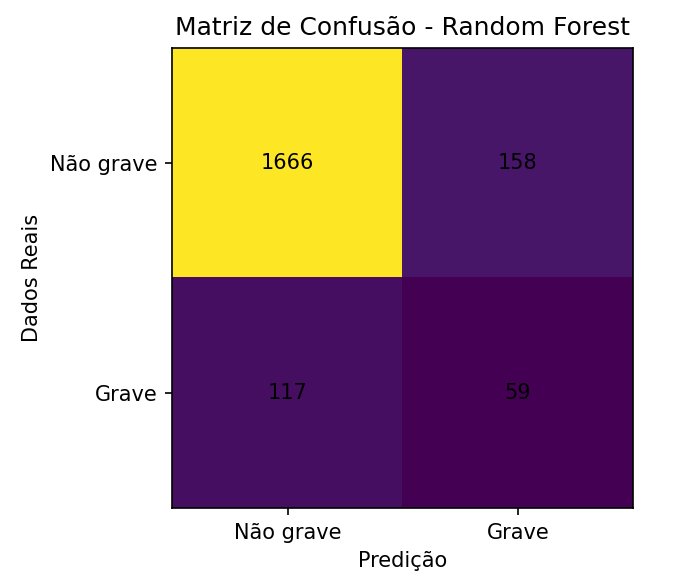 Matriz de Confusão - Random Forest
Dados Reais
Não grave
1666
158
Grave
117
59
Não grave
Grave
Predição